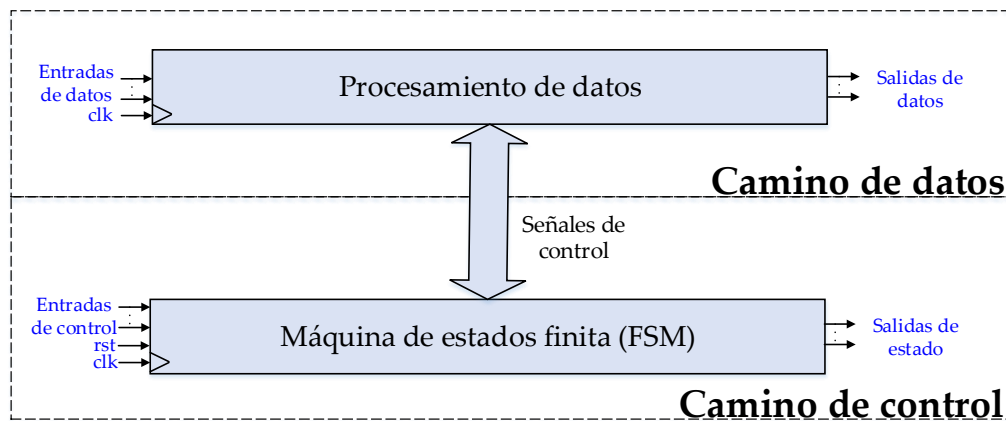 Entradas
de datos
clk
Procesamiento de datos
Salidas de
datos
Camino de datos
Señales de
control
Entradas
de control
rst
clk
Máquina de estados finita (FSM)
Salidas de
estado
Camino de control